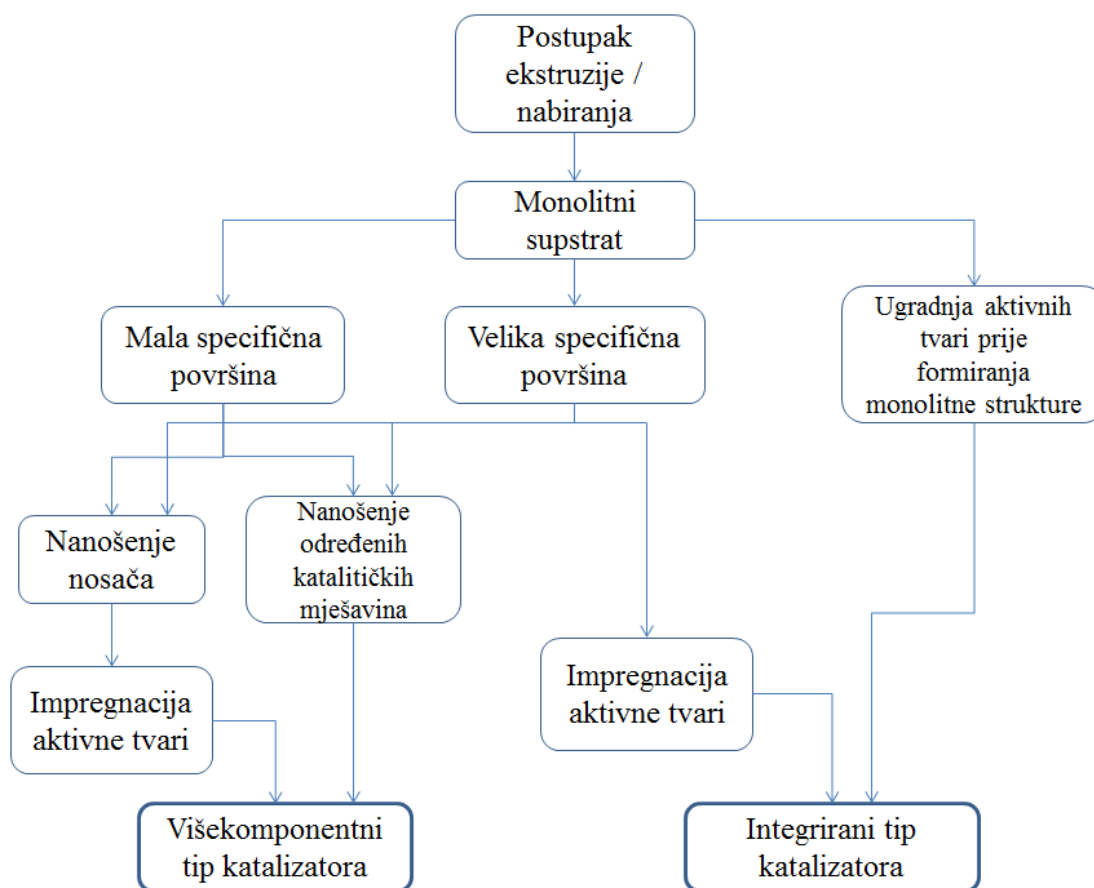 Postupak
ekstruzije /
nabiranja
Monolitni
supstrat
Mala specifična
površina
Velika specifična
površina
Ugradnja aktivnih
tvari prije
formiranja
monolitne strukture
Nanošenje
nosača
Nanošenje
određenih
katalitičkih
mješavina
Impregnacija
aktivne tvari
Impregnacija
aktivne tvari
Višekomponentni
tip katalizatora
Integrirani tip
katalizatora